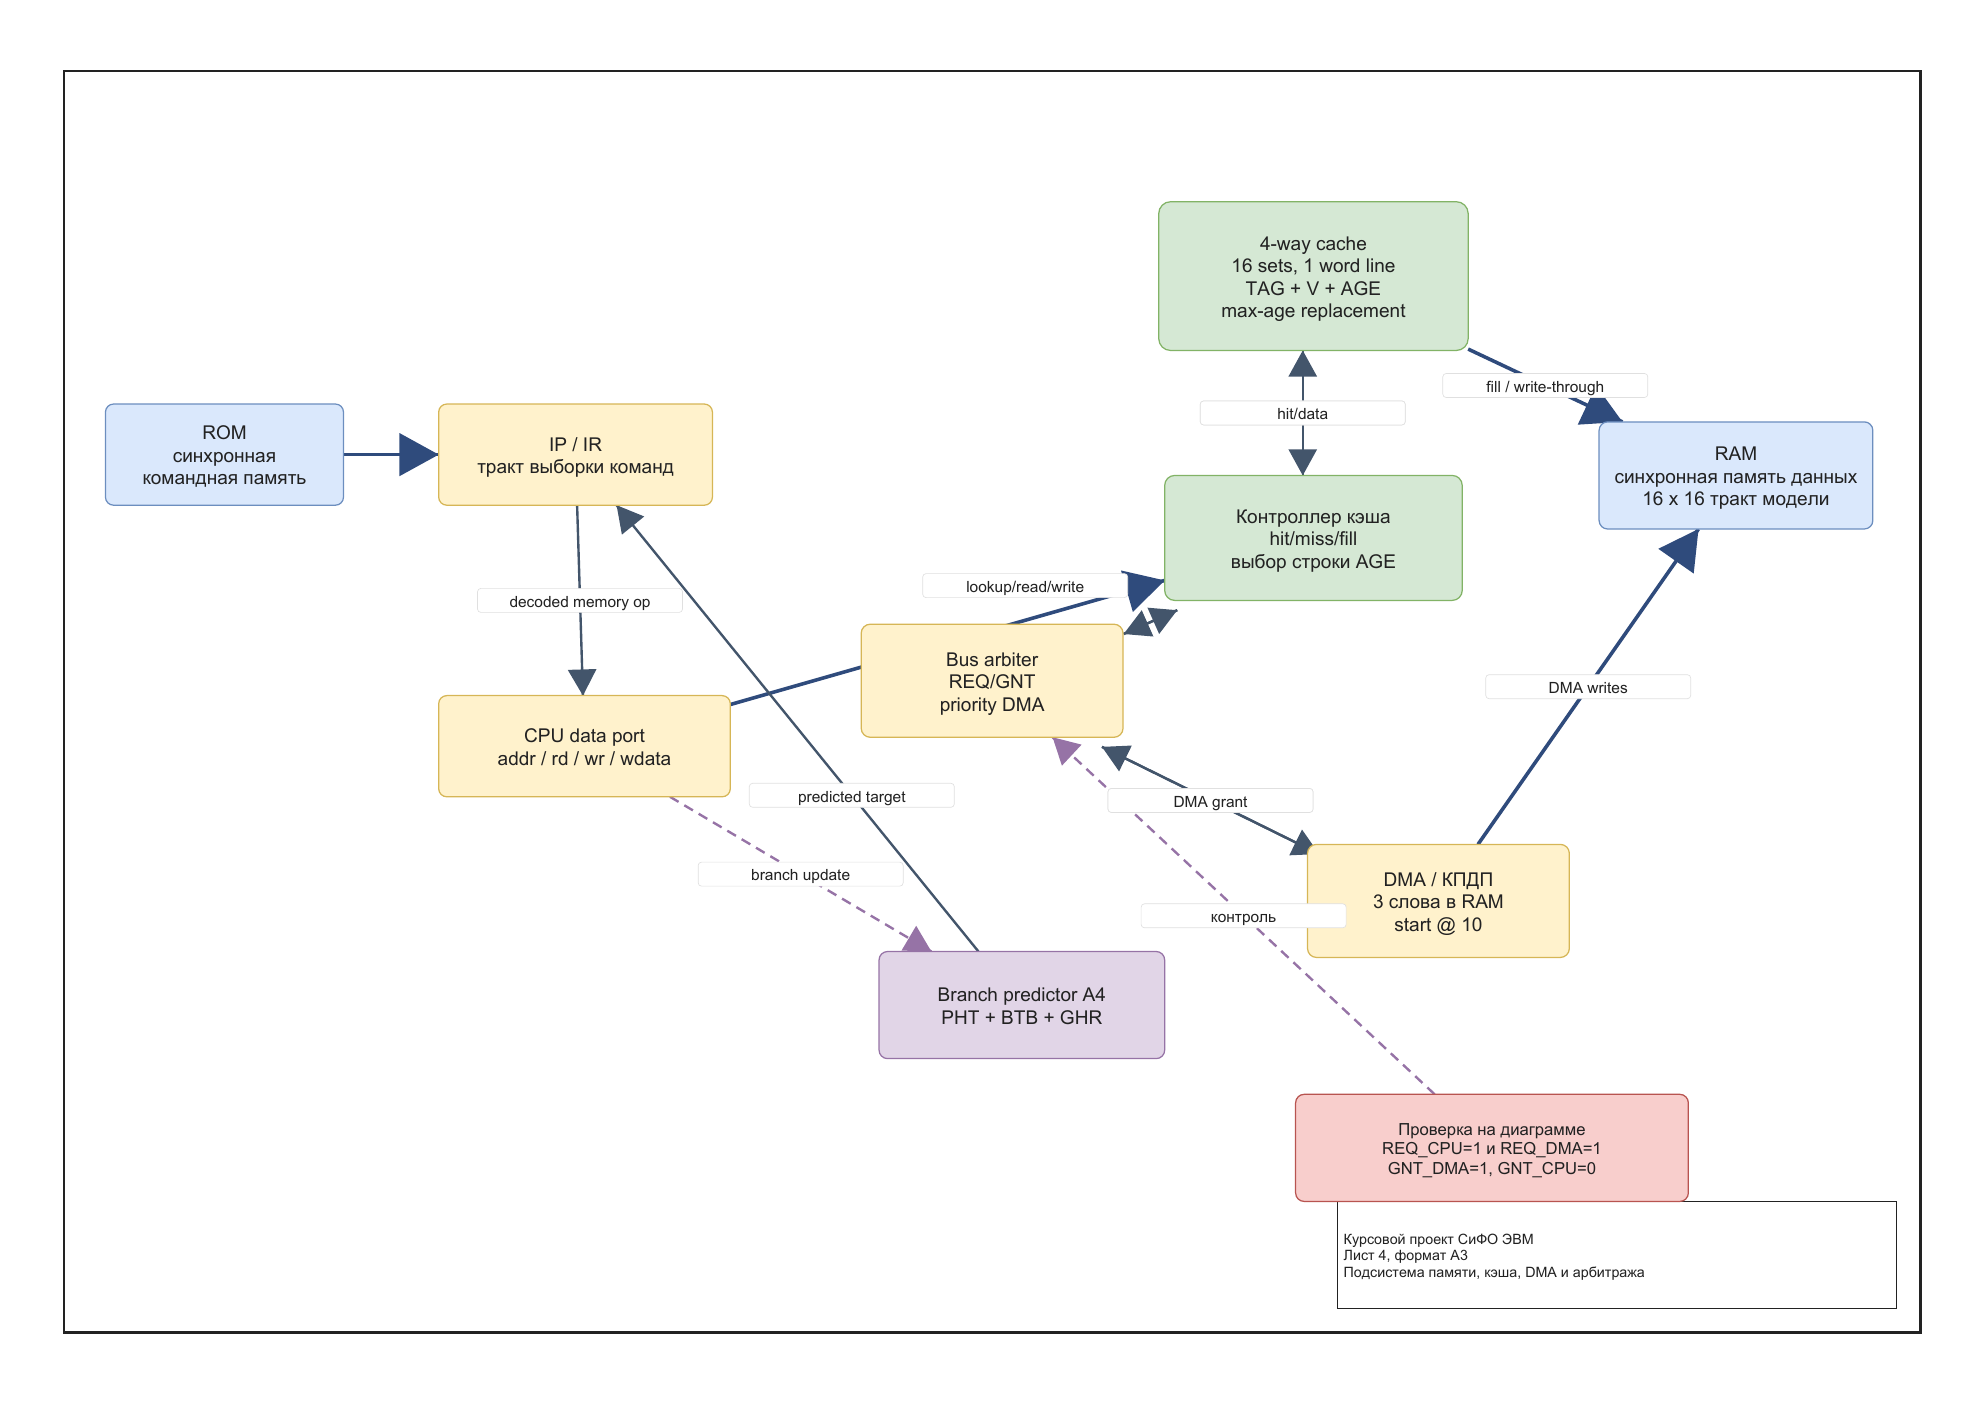 4-way cache
16 sets, 1 word line
TAG + V + AGE
max-age replacement
fill / write-through
hit/data
ROM
синхронная
командная память
IP / IR
тракт выборки команд
RAM
синхронная память данных
16 x 16 тракт модели
Контроллер кэша
hit/miss/fill
выбор строки AGE
lookup/read/write
decoded memory op
Bus arbiter
REQ/GNT
priority DMA
DMA writes
CPU data port
addr / rd / wr / wdata
predicted target
DMA grant
branch update
DMA / КПДП
3 слова в RAM
start @ 10
контроль
Branch predictor A4
PHT + BTB + GHR
Проверка на диаграмме
REQ_CPU=1 и REQ_DMA=1
GNT_DMA=1, GNT_CPU=0
Курсовой проект СиФО ЭВМ
Лист 4, формат А3
Подсистема памяти, кэша, DMA и арбитража